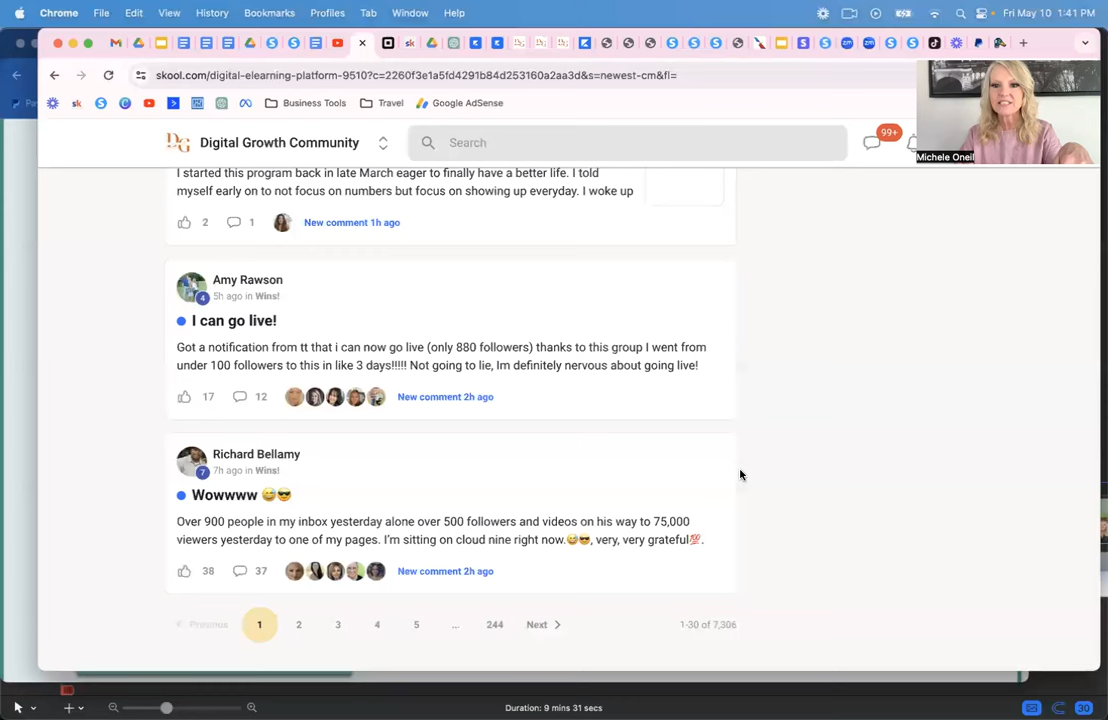 Chrome File Edit View History Bookmarks Profiles Tab Window Help Fri May 10 1:41 PM
skool.com/digital-elearning-platform-9510?c=2260f3e1a5fd4291b84d253160a2aa3d&s=newest-cm&fl=
Business Tools Travel Google AdSense
Digital Growth Community
Search
99+
Michele Oneil
I started this program back in late March eager to finally have a better life. I told
myself early on to not focus on numbers but focus on showing up everyday. I woke up
2 1 New comment 1h ago
Amy Rawson
4 5h ago in Wins!
I can go live!
Got a notification from tt that i can now go live (only 880 followers) thanks to this group I went from
under 100 followers to this in like 3 days!!!!! Not going to lie, Im definitely nervous about going live!
17 12 New comment 2h ago
Richard Bellamy
7 7h ago in Wins!
Wowwww 😅😎
Over 900 people in my inbox yesterday alone over 500 followers and videos on his way to 75,000
viewers yesterday to one of my pages. I'm sitting on cloud nine right now.😅😎, very, very grateful💯.
38 37 New comment 2h ago
Previous 1 2 3 4 5 ... 244 Next 1-30 of 7,306
Duration: 9 mins 31 secs
30